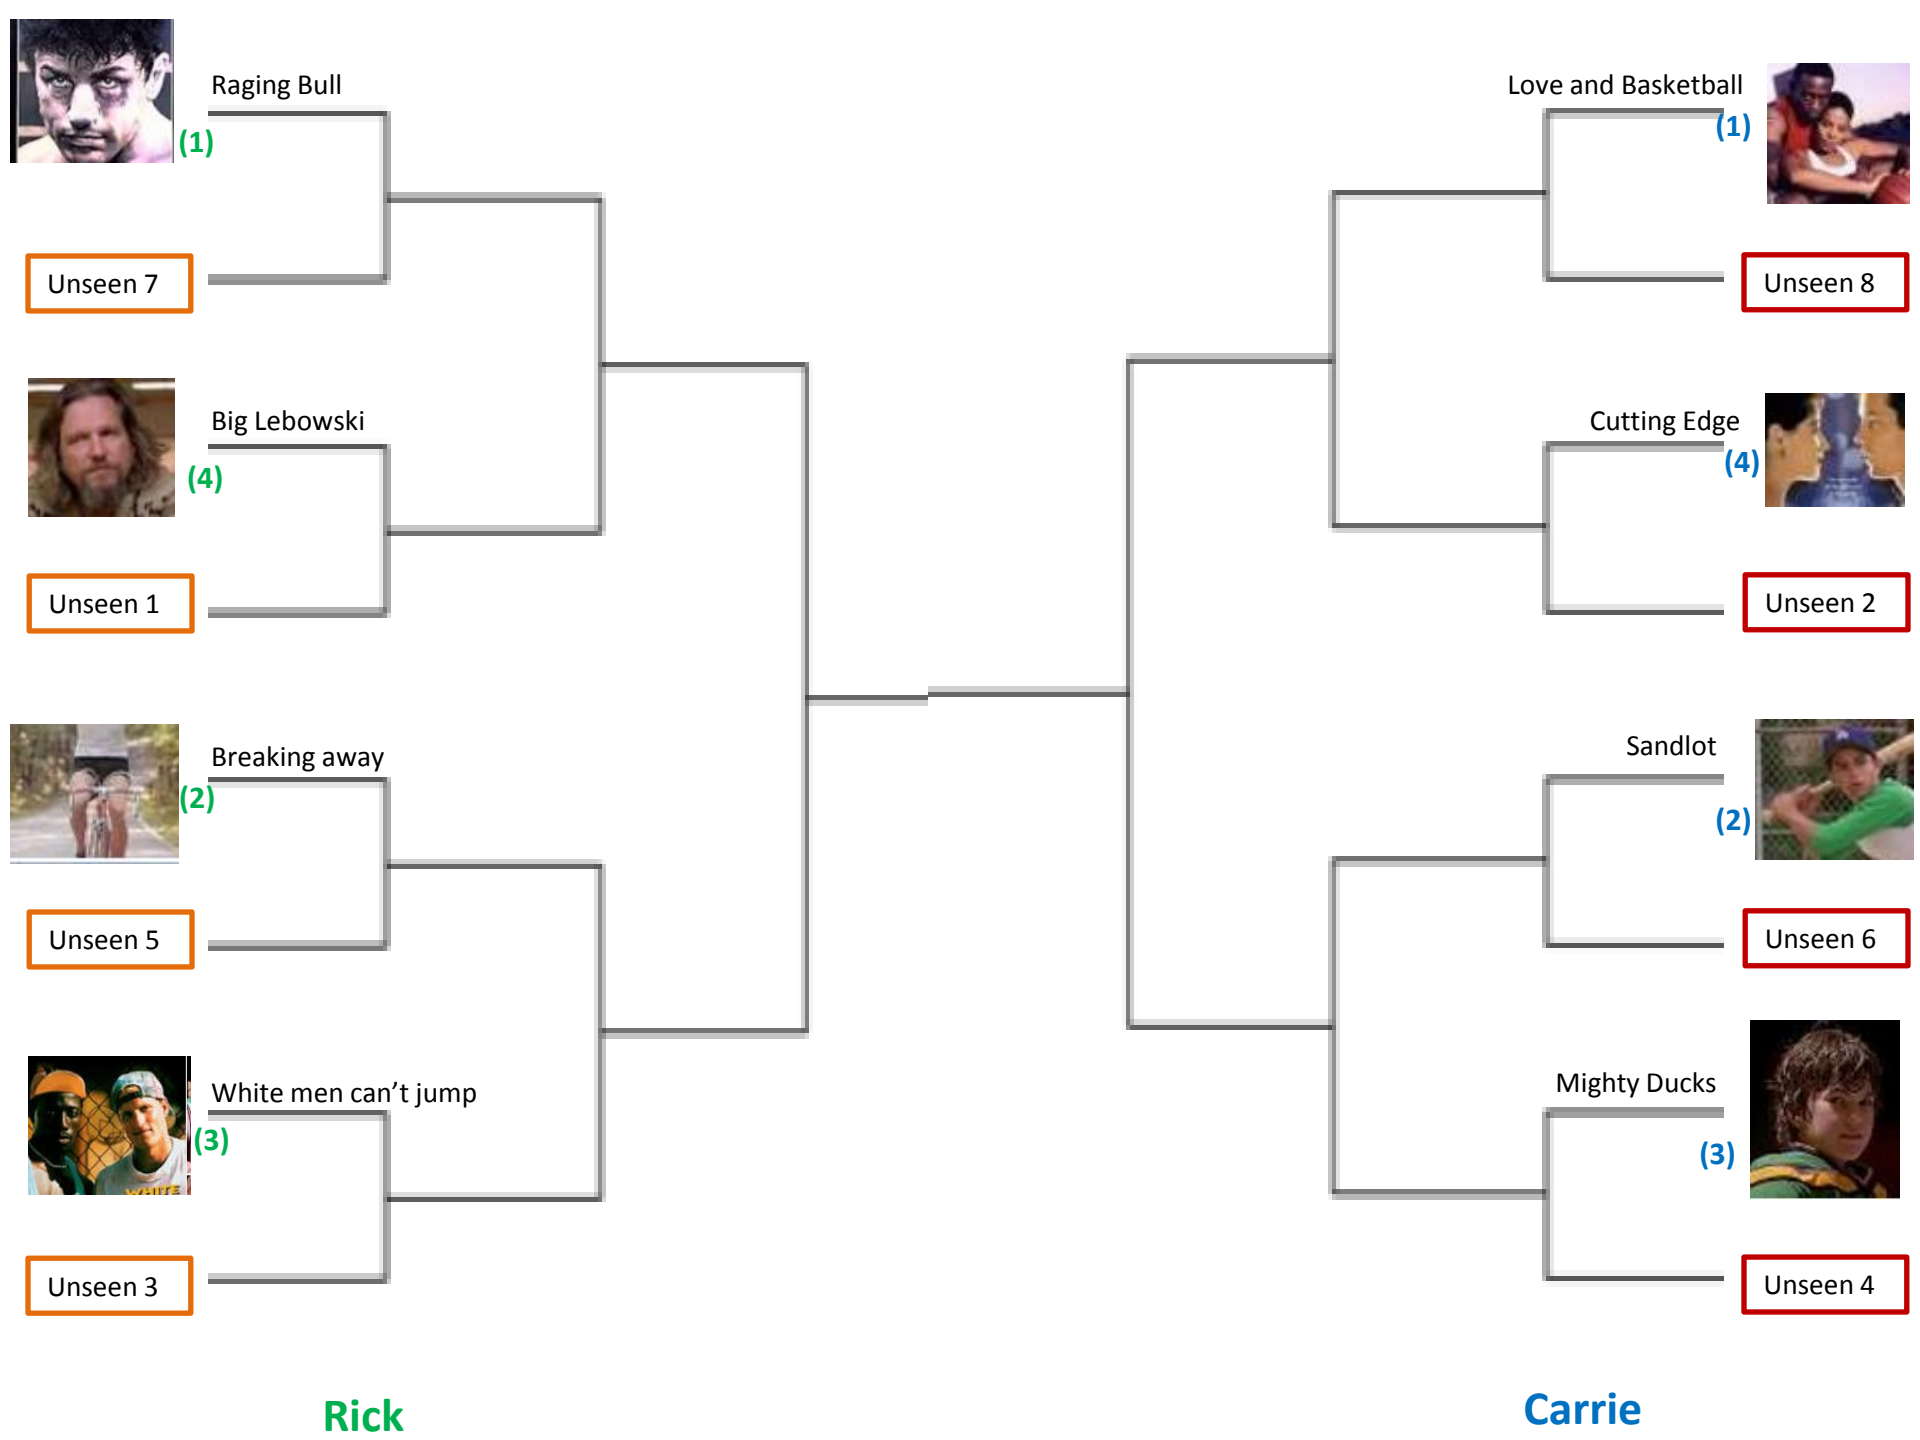 Raging Bull
(1)
Unseen 7
Big Lebowski
(4)
Unseen 1
Breaking away
(2)
Unseen 5
White men can’t jump
(3)
WHITE
Unseen 3
Rick
Love and Basketball
(1)
Unseen 8
Cutting Edge
(4)
Unseen 2
Sandlot
(2)
Unseen 6
Mighty Ducks
(3)
Unseen 4
Carrie